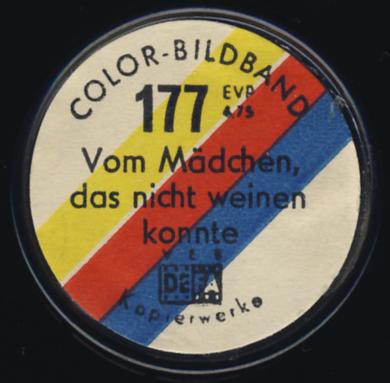 COLOR-BILDBAND
177 EVP
4.75
Vom Mädchen,
das nicht weinen
konnte
VEB
DEFA
Kopierwerke